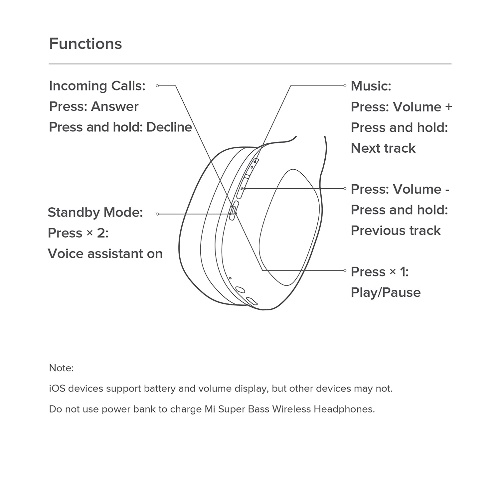 Functions
Incoming Calls:
Press: Answer
Press and hold: Decline
Music:
Press: Volume +
Press and hold:
Next track
Press: Volume -
Press and hold:
Previous track
Standby Mode:
Press × 2:
Voice assistant on
Press × 1:
Play/Pause
Note:
iOS devices support battery and volume display, but other devices may not.
Do not use power bank to charge Mi Super Bass Wireless Headphones.